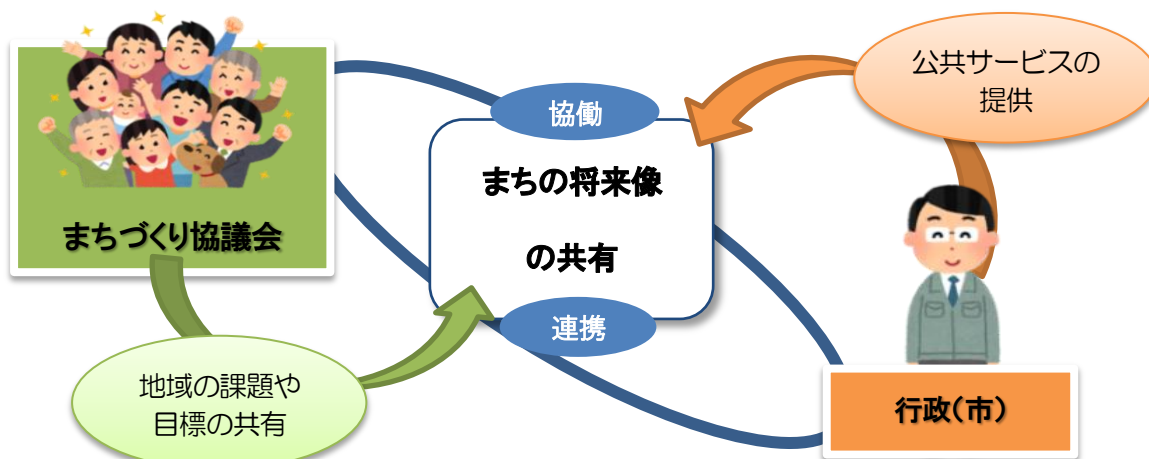 公共サービスの
提供
協働
まちの将来像
の共有
まちづくり協議会
連携
地域の課題や
目標の共有
行政(市)